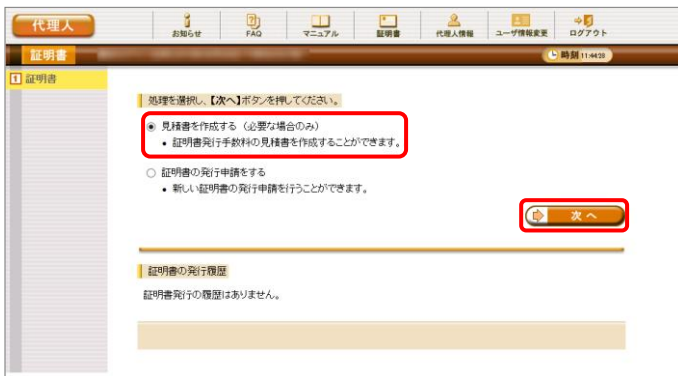 代理人
お知らせ
FAQ
マニュアル
証明書
代理人情報
ユーザ情報変更
ログアウト
証明書
時刻 11:44:28
1 証明書
処理を選択し、【次へ】ボタンを押してください。
見積書を作成する（必要な場合のみ）
• 証明書発行手数料の見積書を作成することができます。
証明書の発行申請をする
• 新しい証明書の発行申請を行うことができます。
次 へ
証明書の発行履歴
証明書発行の履歴はありません。